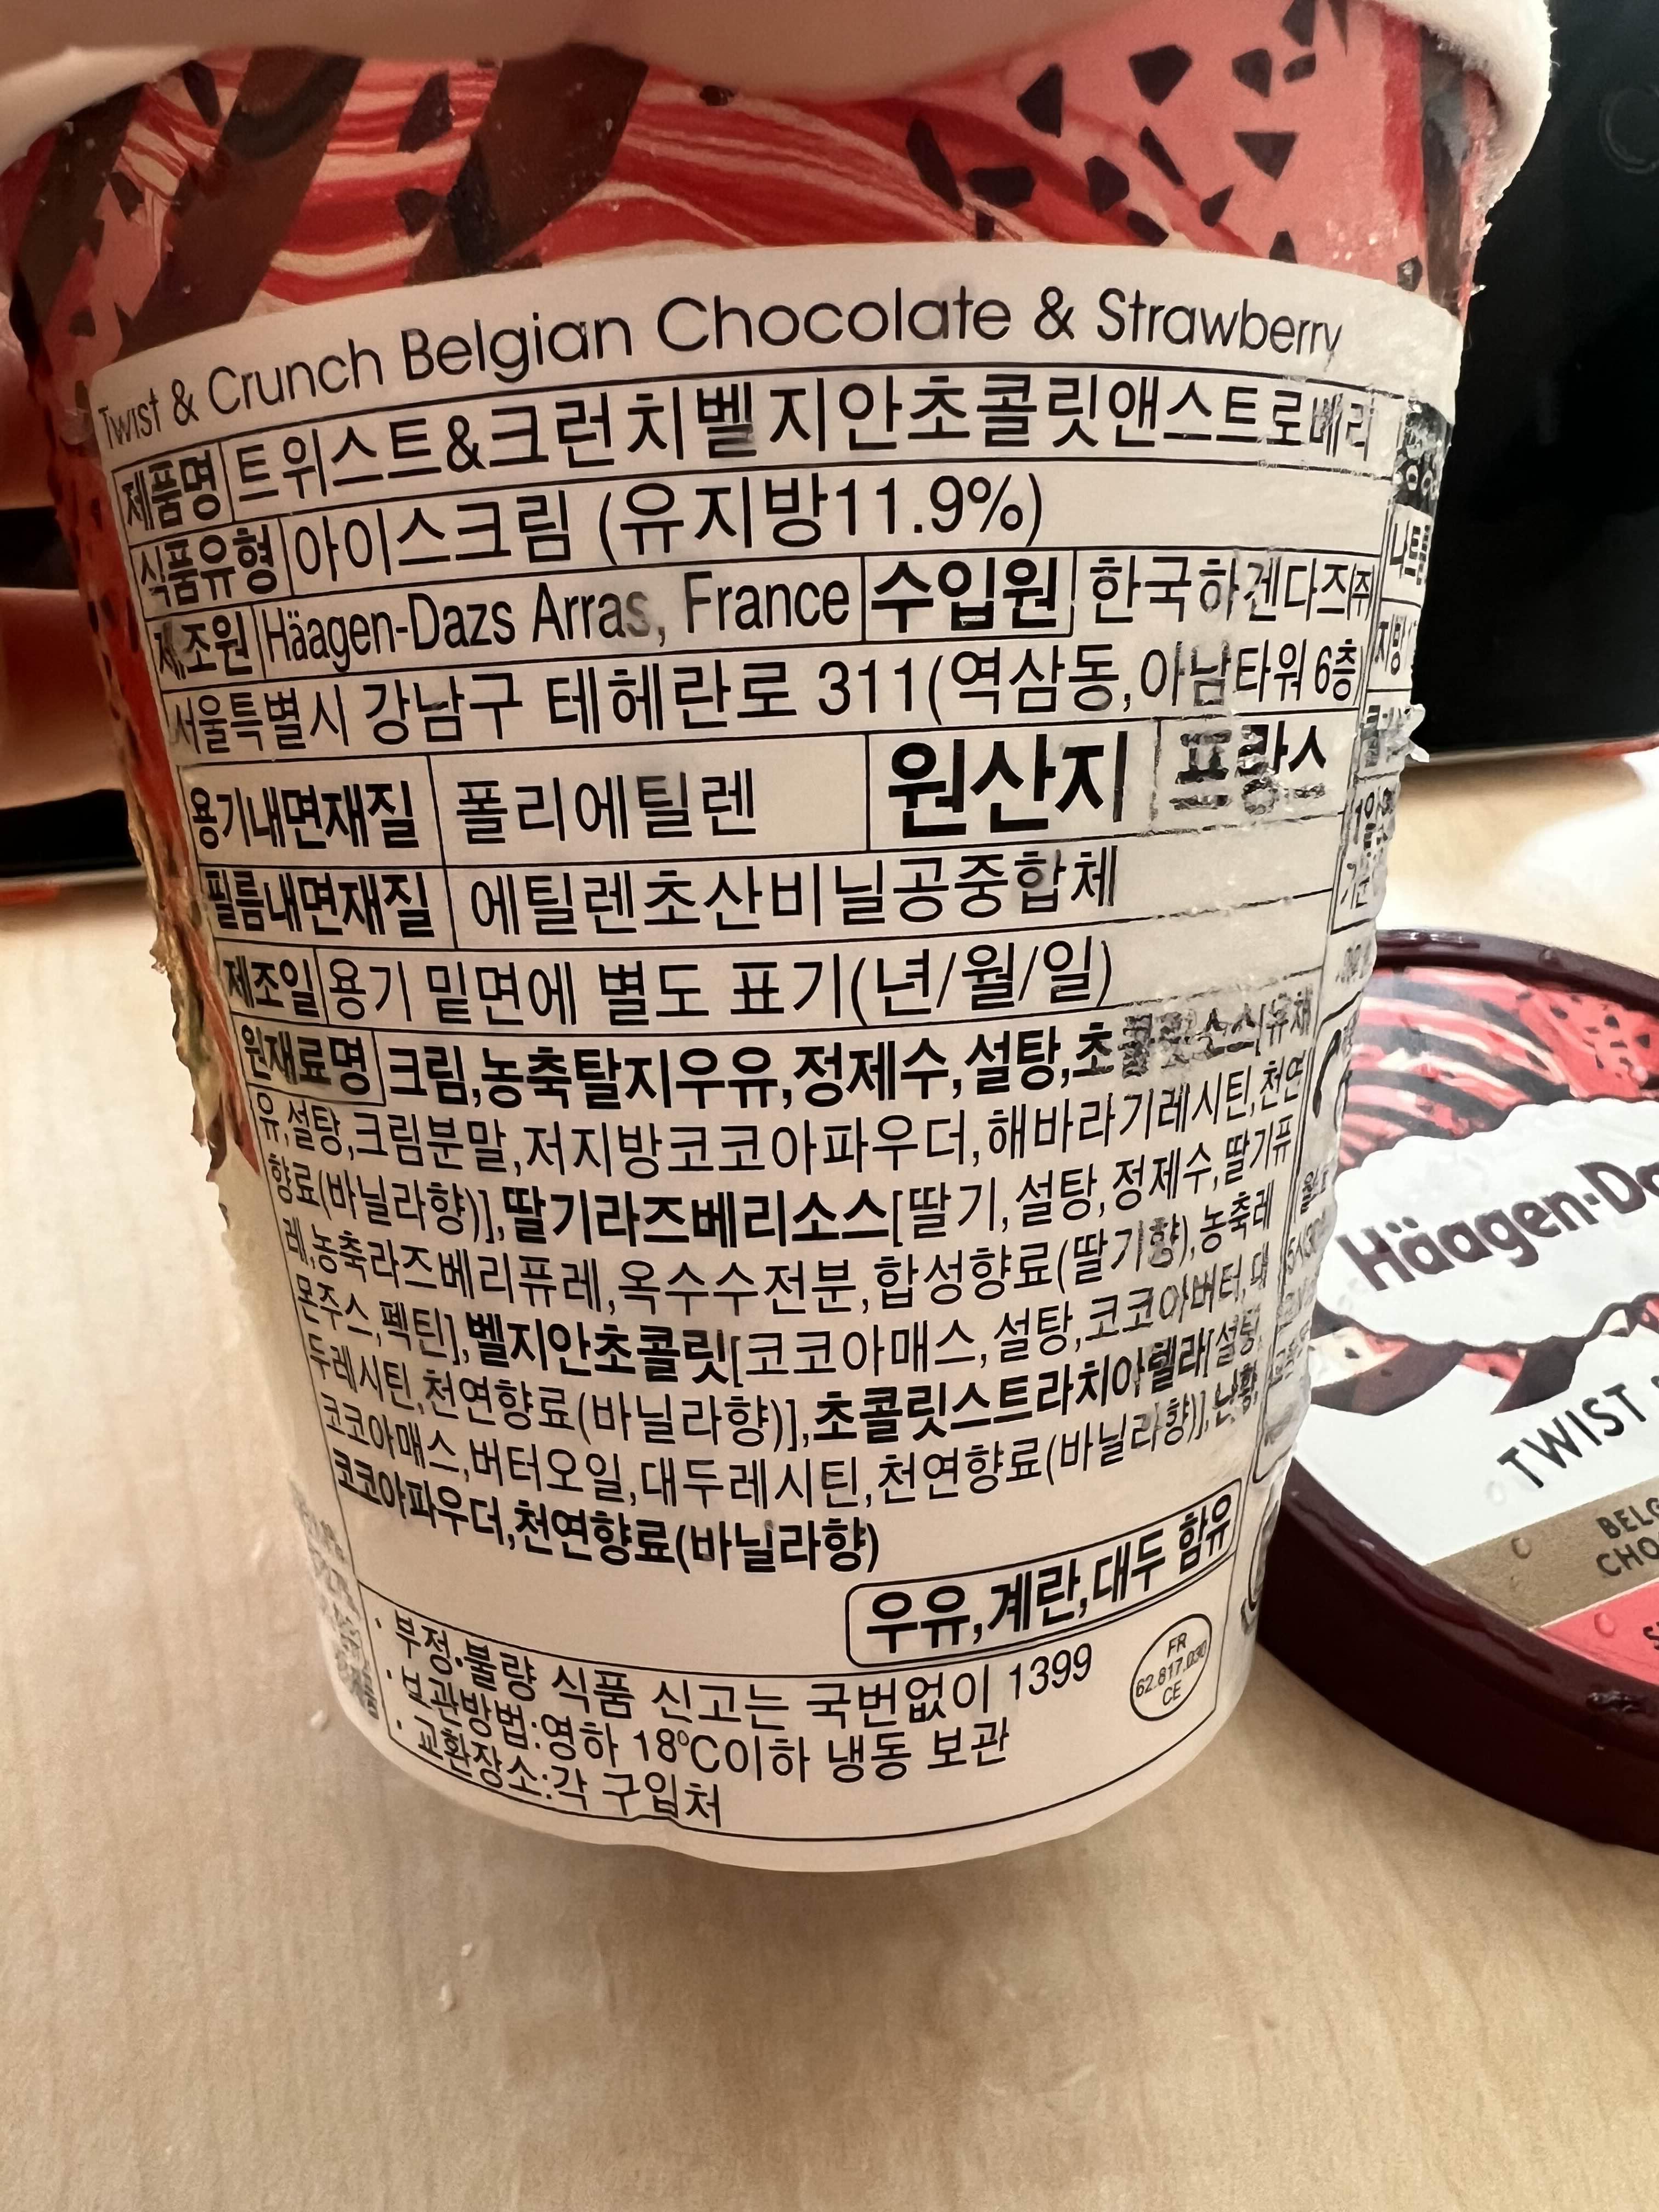 Twist & Crunch Belgian Chocolate & Strawberry
제품명 트위스트&크런치벨지안초콜릿앤스트로베리
식품유형 아이스크림 (유지방11.9%)
제조원 Häagen-Dazs Arras, France 수입원 한국하겐다즈㈜
서울특별시 강남구 테헤란로 311(역삼동,아남타워 6층)
용기내면재질 폴리에틸렌 원산지 프랑스
필름내면재질 에틸렌초산비닐공중합체
제조일 용기 밑면에 별도 표기(년/월/일)
원재료명 크림,농축탈지우유,정제수,설탕,초콜릿소스[유채
유,설탕,크림분말,저지방코코아파우더,해바라기레시틴,천연
향료(바닐라향)],딸기라즈베리소스[딸기,설탕,정제수,딸기퓨
레,농축라즈베리퓨레,옥수수전분,합성향료(딸기향),농축레
몬주스,펙틴],벨지안초콜릿[코코아매스,설탕,코코아버터,대
두레시틴,천연향료(바닐라향)],초콜릿스트라치아텔라[설탕,
코코아매스,버터오일,대두레시틴,천연향료(바닐라향)],난황,
코코아파우더,천연향료(바닐라향)
우유,계란,대두 함유
· 부정·불량 식품 신고는 국번없이 1399
· 보관방법:영하 18℃이하 냉동 보관
· 교환장소:각 구입처
FR
62.817.030
CE
Häagen-Da
TWIST
BELG
CHO